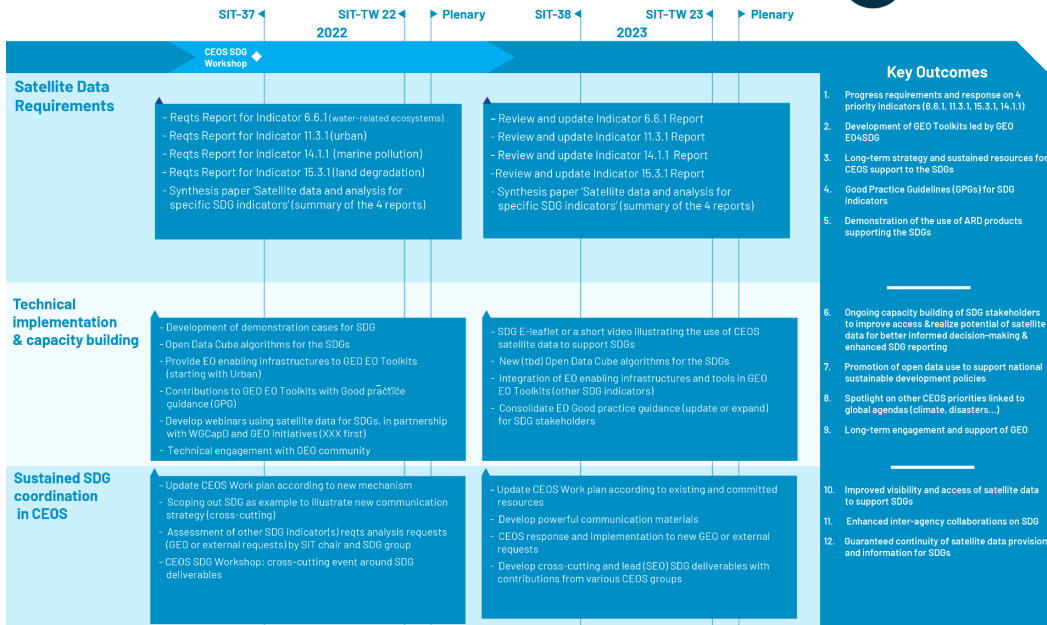 SIT-37
SIT-TW 22
Plenary
SIT-38
SIT-TW 23
Plenary
2022
2023
CEOS SDG
Workshop
Satellite Data
Requirements
- Reqts Report for Indicator 6.6.1 (water-related ecosystems)
- Reqts Report for Indicator 11.3.1 (urban)
- Reqts Report for Indicator 14.1.1 (marine pollution)
- Reqts Report for Indicator 15.3.1 (land degradation)
- Synthesis paper 'Satellite data and analysis for
specific SDG indicators' (summary of the 4 reports)
- Review and update Indicator 6.6.1 Report
- Review and update Indicator 11.3.1 Report
- Review and update Indicator 14.1.1 Report
-Review and update Indicator 15.3.1 Report
- Synthesis paper 'Satellite data and analysis for
specific SDG indicators' (summary of the 4 reports)
Technical
implementation
& capacity building
- Development of demonstration cases for SDG
- Open Data Cube algorithms for the SDGs
- Provide EO enabling infrastructures to GEO EO Toolkits
(starting with Urban)
- Contributions to GEO EO Toolkits with Good practice
guidance (GPG)
- Develop webinars using satellite data for SDGs, in partnership
with WGCapD and GEO initiatives (XXX first)
- Technical engagement with GEO community
- SDG E-leaflet or a short video illustrating the use of CEOS
satellite data to support SDGs
- New (tbd) Open Data Cube algorithms for the SDGs
- Integration of EO enabling infrastructures and tools in GEO
EO Toolkits (other SDG indicators)
- Consolidate EO Good practice guidance (update or expand)
for SDG stakeholders
Sustained SDG
coordination
in CEOS
- Update CEOS Work plan according to new mechanism
- Scoping out SDG as example to illustrate new communication
strategy (cross-cutting)
- Assessment of other SDG indicator(s) reqts analysis requests
(GEO or external requests) by SIT chair and SDG group
- CEOS SDG Workshop: cross-cutting event around SDG
deliverables
- Update CEOS Work plan according to existing and committed
resources
- Develop powerful communication materials
- CEOS response and implementation to new GEO or external
requests
- Develop cross-cutting and lead (SEO) SDG deliverables with
contributions from various CEOS groups
Key Outcomes
1. Progress requirements and response on 4
priority indicators (6.6.1, 11.3.1, 15.3.1, 14.1.1)
2. Development of GEO Toolkits led by GEO
EO4SDG
3. Long-term strategy and sustained resources for
CEOS support to the SDGs
4. Good Practice Guidelines (GPGs) for SDG
indicators
5. Demonstration of the use of ARD products
supporting the SDGs
6. Ongoing capacity building of SDG stakeholders
to improve access &realize potential of satellite
data for better informed decision-making &
enhanced SDG reporting
7. Promotion of open data use to support national
sustainable development policies
8. Spotlight on other CEOS priorities linked to
global agendas (climate, disasters...)
9. Long-term engagement and support of GEO
10. Improved visibility and access of satellite data
to support SDGs
11. Enhanced inter-agency collaborations on SDG
12. Guaranteed continuity of satellite data provision
and information for SDGs